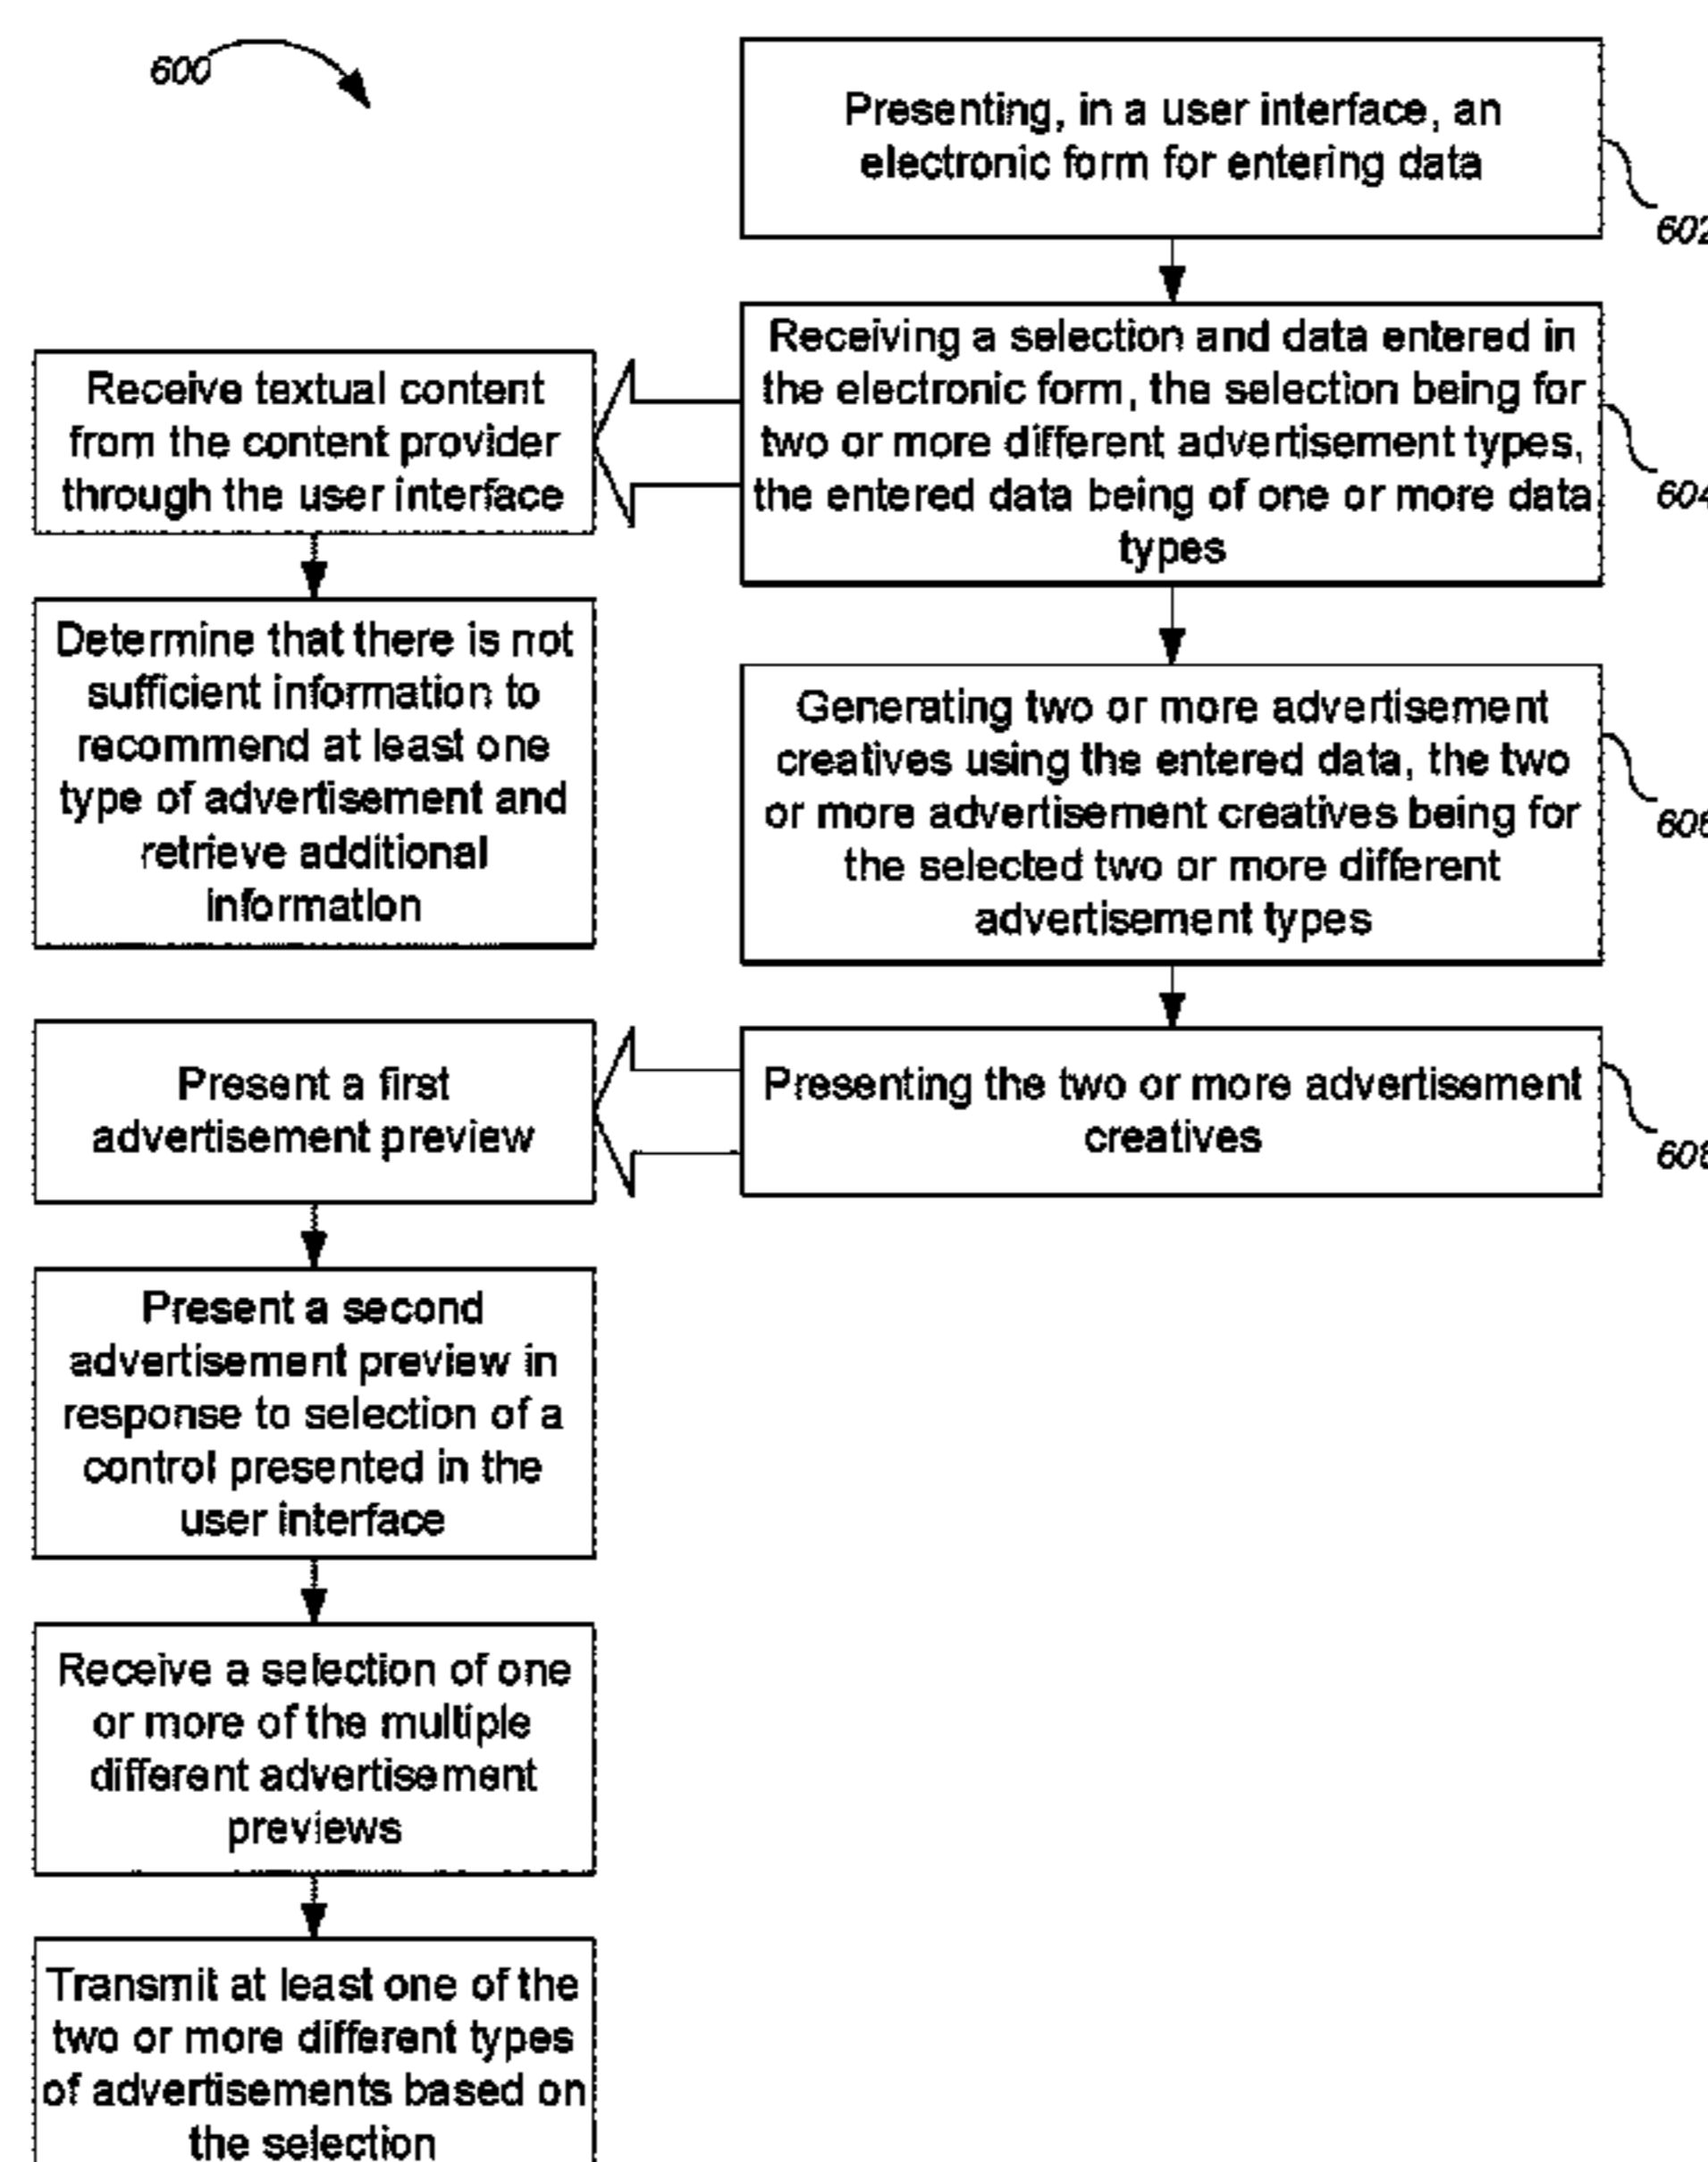 600
Presenting, in a user interface, an
electronic form for entering data
602
Receiving a selection and data entered in
the electronic form, the selection being for
two or more different advertisement types,
the entered data being of one or more data
types
604
Receive textual content
from the content provider
through the user interface
Determine that there is not
sufficient information to
recommend at least one
type of advertisement and
retrieve additional
information
Generating two or more advertisement
creatives using the entered data, the two
or more advertisement creatives being for
the selected two or more different
advertisement types
606
Presenting the two or more advertisement
creatives
608
Present a first
advertisement preview
Present a second
advertisement preview in
response to selection of a
control presented in the
user interface
Receive a selection of one
or more of the multiple
different advertisement
previews
Transmit at least one of the
two or more different types
of advertisements based on
the selection